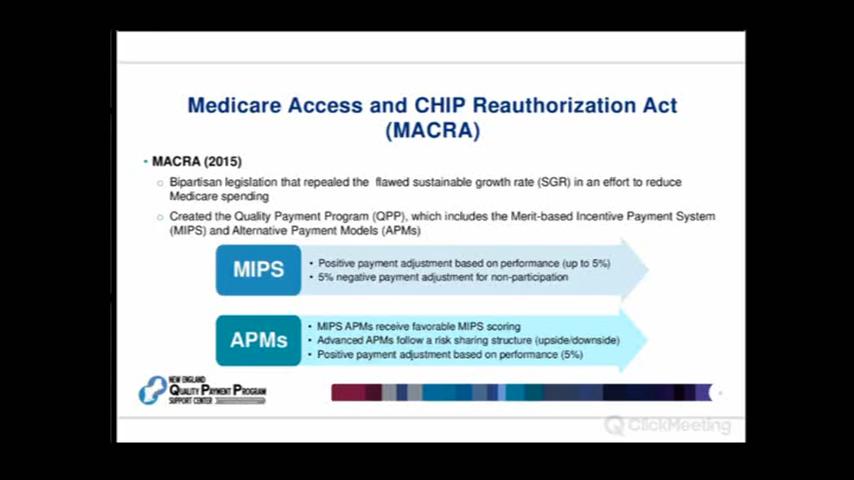 Medicare Access and CHIP Reauthorization Act
(MACRA)
• MACRA (2015)
○ Bipartisan legislation that repealed the flawed sustainable growth rate (SGR) in an effort to reduce
Medicare spending
○ Created the Quality Payment Program (QPP), which includes the Merit-based Incentive Payment System
(MIPS) and Alternative Payment Models (APMs)
MIPS
• Positive payment adjustment based on performance (up to 5%)
• 5% negative payment adjustment for non-participation
APMs
• MIPS APMs receive favorable MIPS scoring
• Advanced APMs follow a risk sharing structure (upside/downside)
• Positive payment adjustment based on performance (5%)
NEW ENGLAND
QUALITY PAYMENT PROGRAM
SUPPORT CENTER
ClickMeeting